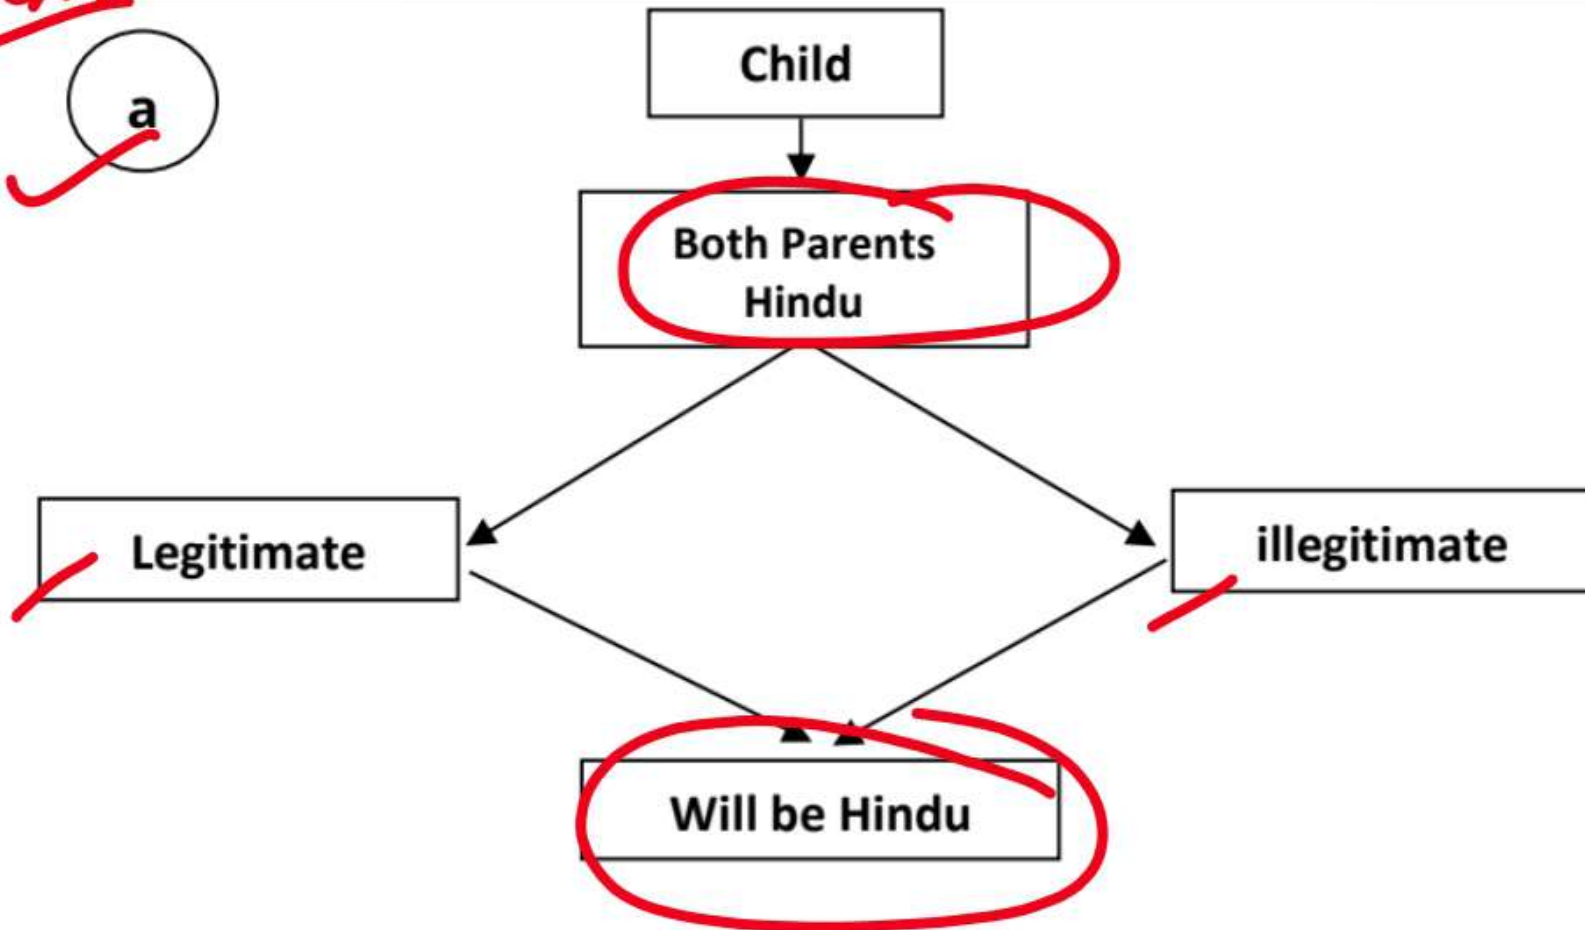 a
Child
Both Parents
Hindu
Legitimate
illegitimate
Will be Hindu